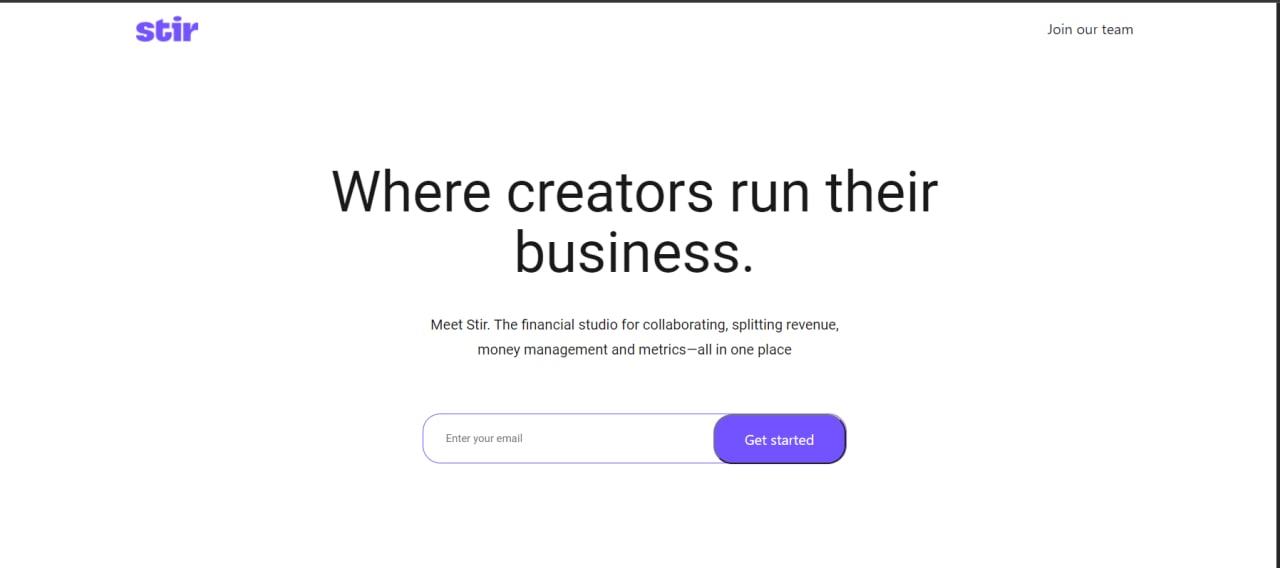 stir
Join our team
Where creators run their
business.
Meet Stir. The financial studio for collaborating, splitting revenue,
money management and metrics—all in one place
Enter your email
Get started